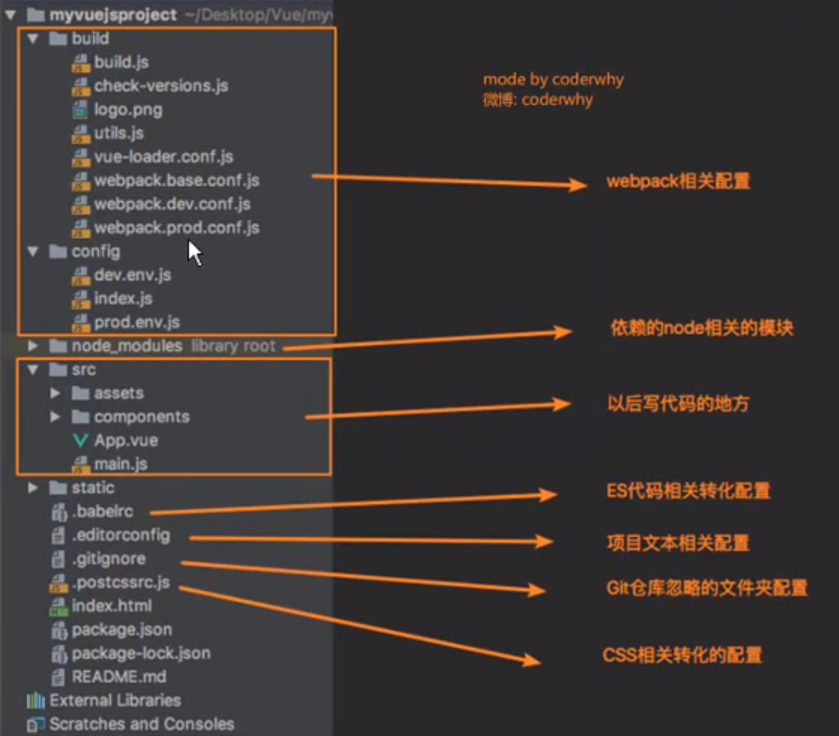 myvuejsproject ~/Desktop/Vue/myv
build
build.js
check-versions.js
mode by coderwhy
logo.png
微博: coderwhy
utils.js
vue-loader.conf.js
webpack.base.conf.js
webpack相关配置
webpack.dev.conf.js
webpack.prod.conf.js
config
dev.env.js
index.js
prod.env.js
依赖的node相关的模块
node_modules library root
src
assets
以后写代码的地方
components
App.vue
main.js
static
ES代码相关转化配置
.babelrc
.editorconfig
项目文本相关配置
.gitignore
.postcssrc.js
Git仓库忽略的文件夹配置
index.html
package.json
package-lock.json
CSS相关转化的配置
README.md
External Libraries
Scratches and Consoles